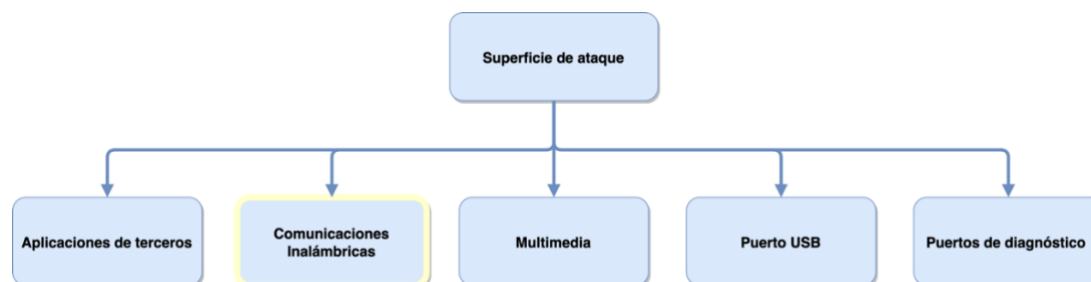 Superficie de ataque
Aplicaciones de terceros
Comunicaciones
Inalámbricas
Multimedia
Puerto USB
Puertos de diagnóstico